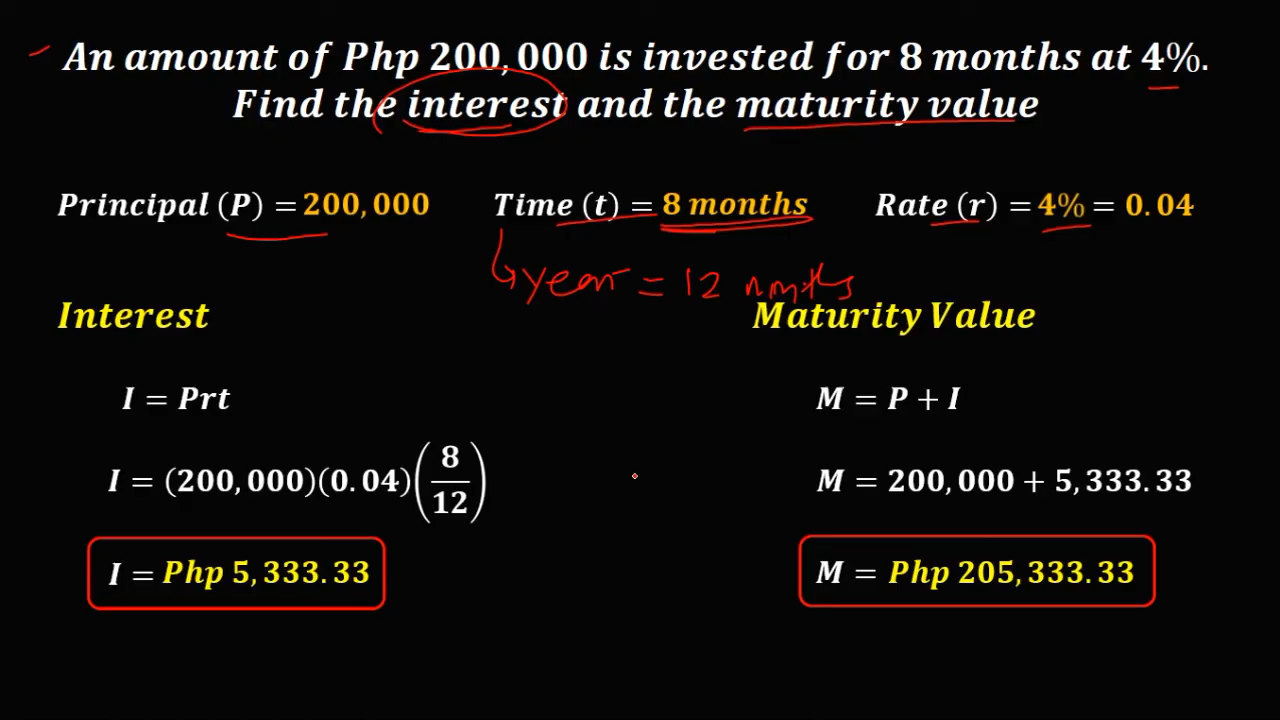 An amount of Php 200,000 is invested for 8 months at 4%.
Find the interest and the maturity value
Principal (P) = 200,000
Time (t) = 8 months
Rate (r) = 4% = 0.04
year = 12 months
Interest
I = Prt
I = (200,000)(0.04)(8/12)
I = Php 5,333.33
Maturity Value
M = P + I
M = 200,000 + 5,333.33
M = Php 205,333.33